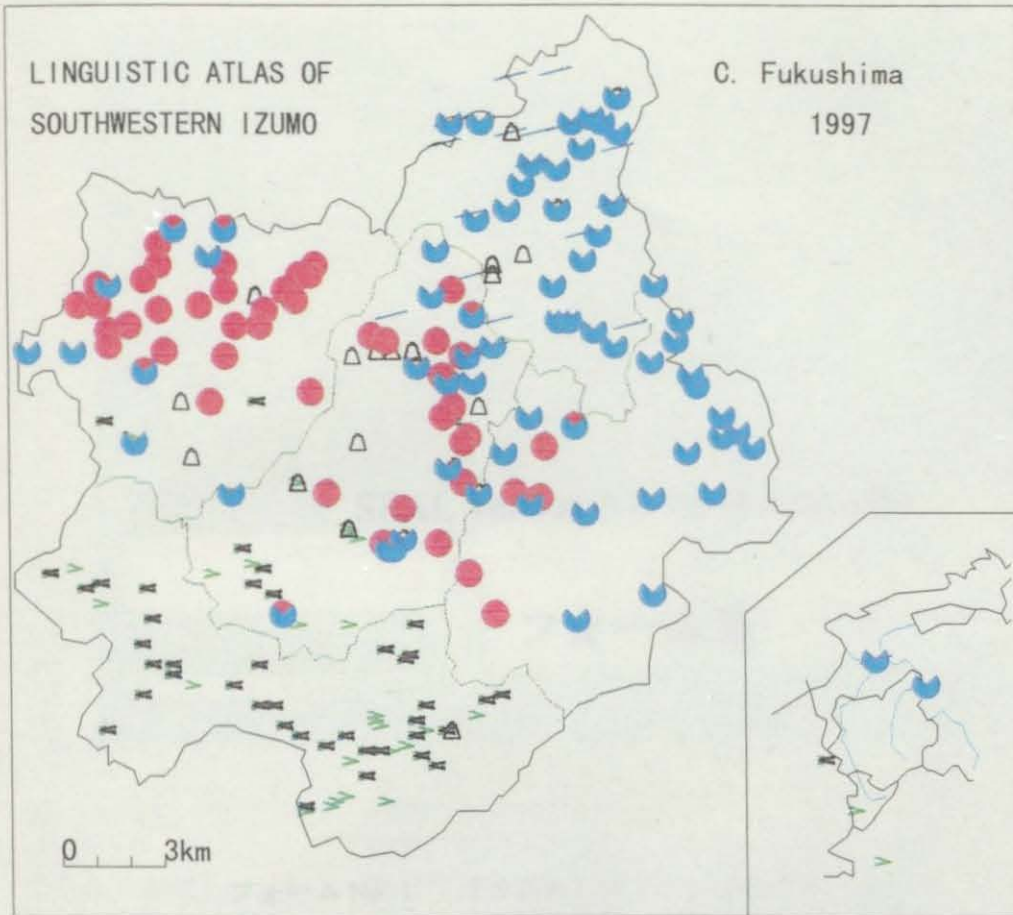 LINGUISTIC ATLAS OF
SOUTHWESTERN IZUMO
C. Fukushima
1997
0 3km